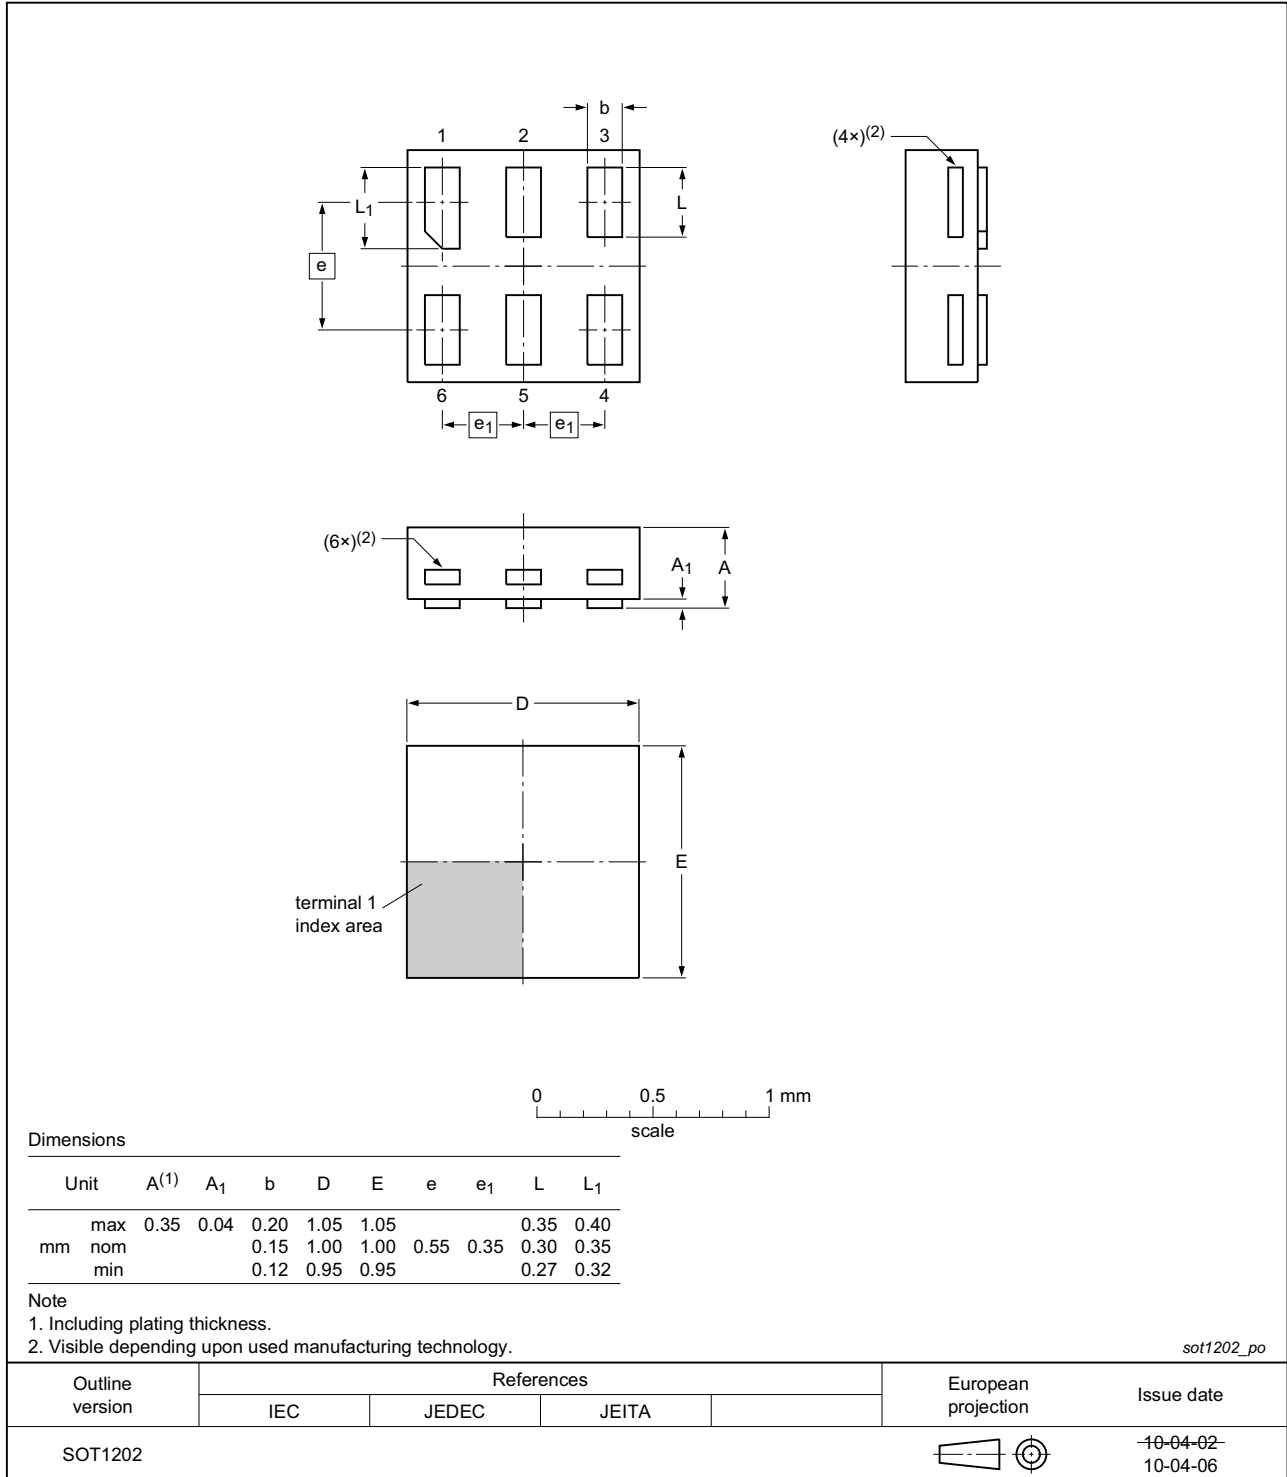 b
1 2 3
(4×)(2)
L1
L
e
6 5 4
e1 e1
(6×)(2)
A1 A
D
E
terminal 1
index area
0 0.5 1 mm
scale
Dimensions
Unit A(1) A1 b D E e e1 L L1
max 0.35 0.04 0.20 1.05 1.05 0.35 0.40
mm nom 0.15 1.00 1.00 0.55 0.35 0.30 0.35
min 0.12 0.95 0.95 0.27 0.32
Note
1. Including plating thickness.
2. Visible depending upon used manufacturing technology.
sot1202_po
Outline
version
References
IEC JEDEC JEITA
European
projection
Issue date
SOT1202
10-04-02
10-04-06